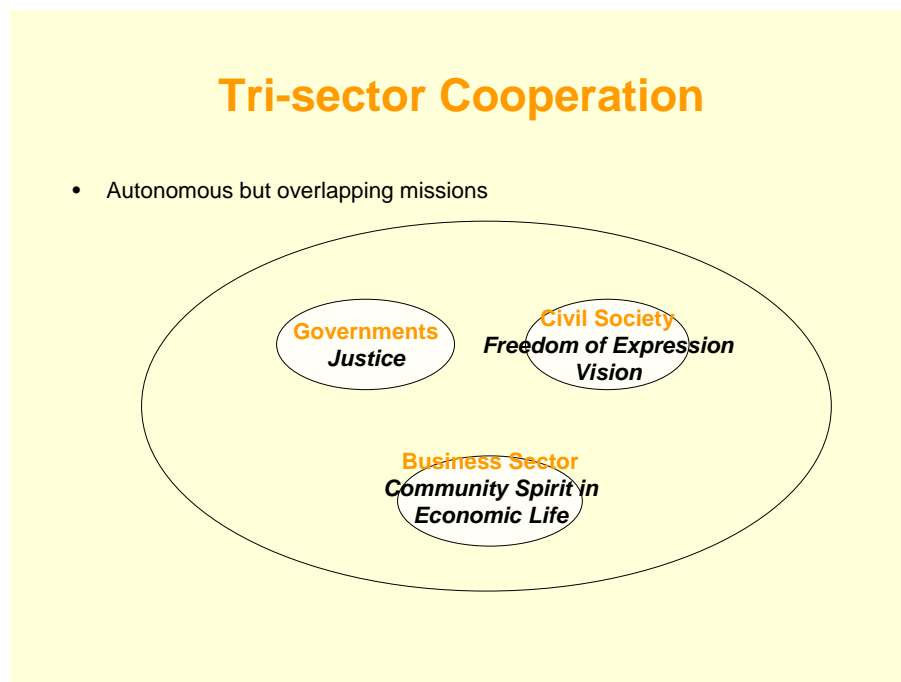 Tri-sector Cooperation
• Autonomous but overlapping missions
Governments
Justice
Civil Society
Freedom of Expression
Vision
Business Sector
Community Spirit in
Economic Life